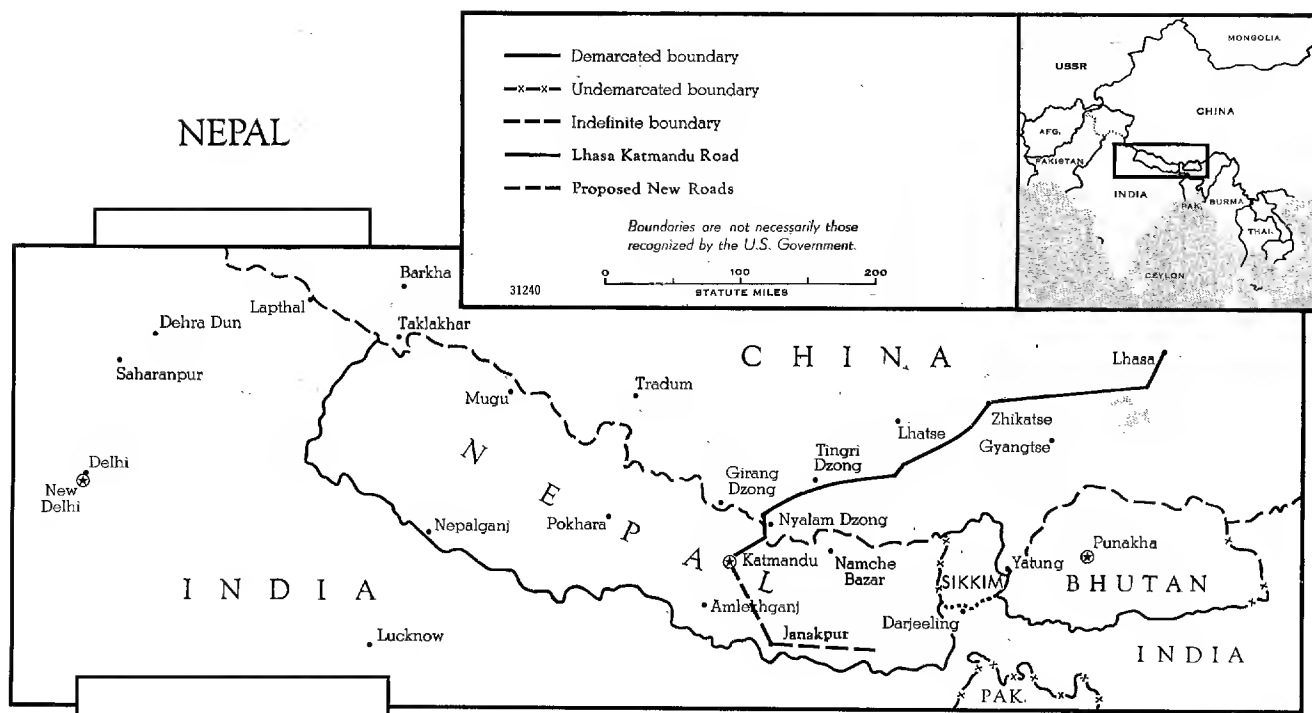 NEPAL
Demarcated boundary
Undemarcated boundary
Indefinite boundary
Lhasa Katmandu Road
Proposed New Roads
Boundaries are not necessarily those
recognized by the U.S. Government.
0 100 200
STATUTE MILES
31240
MONGOLIA
USSR
CHINA
AFG.
PAKISTAN
INDIA
PAK.
BURMA
THAI.
CEYLON
Barkha
Lapthal
Dehra Dun
Taklakhar
Saharanpur
CHINA
Lhasa
Mugu
Tradum
Zhikatse
Lhatse
Gyangtse
Tingri
Dzong
Delhi
New
Delhi
Girang
Dzong
NEPAL
Nepalganj
Pokhara
Nyalam Dzong
Katmandu
Namche
Bazar
Yatung
Punakha
SIKKIM
BHUTAN
INDIA
Amlekhganj
Darjeeling
Janakpur
Lucknow
INDIA
PAK.